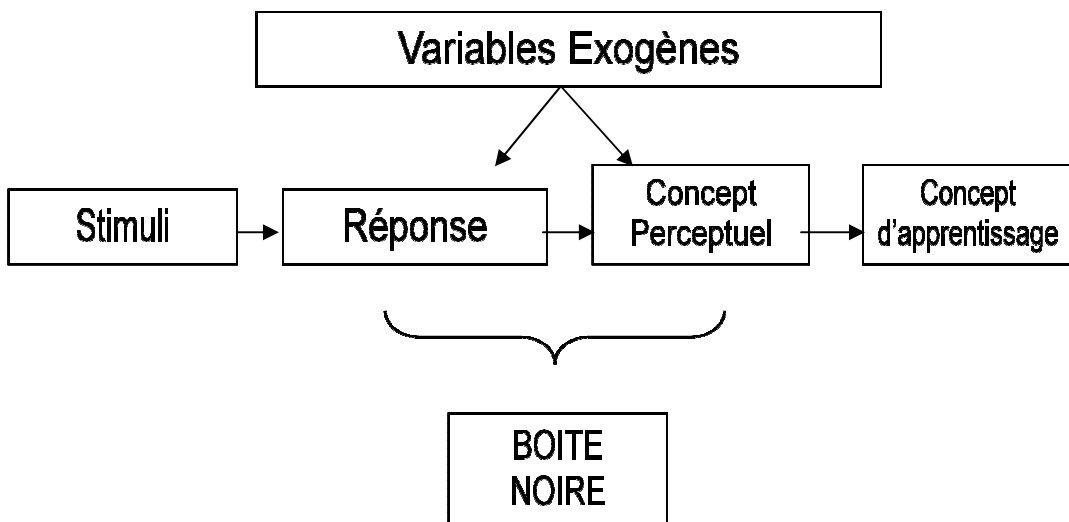 Variables Exogènes
Stimuli
Réponse
Concept
Perceptuel
Concept
d'apprentissage
BOITE
NOIRE